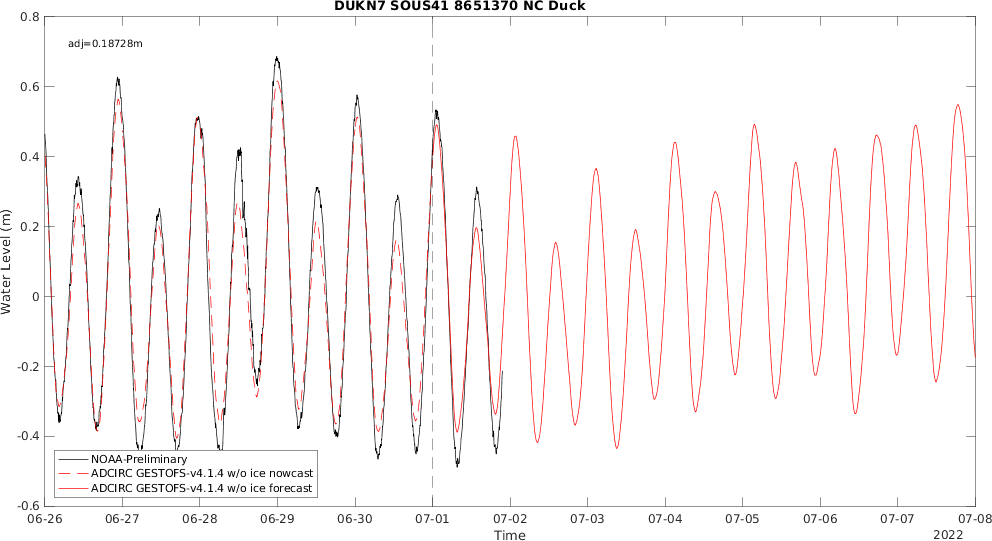 DUKN7 SOUS41 8651370 NC Duck
adj=0.18728m
0.8
0.6
0.4
0.2
0
-0.2
-0.4
-0.6
Water Level (m)
NOAA-Preliminary
ADCIRC GESTOFS-v4.1.4 w/o ice nowcast
ADCIRC GESTOFS-v4.1.4 w/o ice forecast
06-26 06-27 06-28 06-29 06-30 07-01 07-02 07-03 07-04 07-05 07-06 07-07 07-08
Time
2022